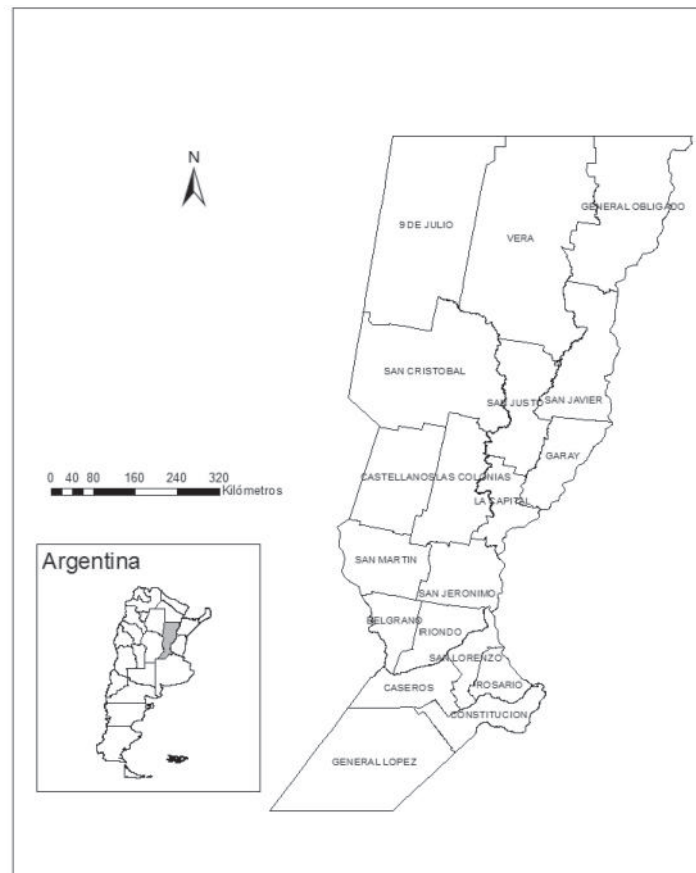 N
GENERAL OBLIGADO
9 DE JULIO
VERA
SAN CRISTOBAL
SAN JUSTO
SAN JAVIER
GARAY
CASTELLANOS
LAS COLONIAS
LA CAPITAL
0 40 80 160 240 320
Kilómetros
Argentina
SAN MARTIN
SAN JERONIMO
BELGRANO
IRIONDO
SAN LORENZO
CASEROS
ROSARIO
CONSTITUCION
GENERAL LOPEZ